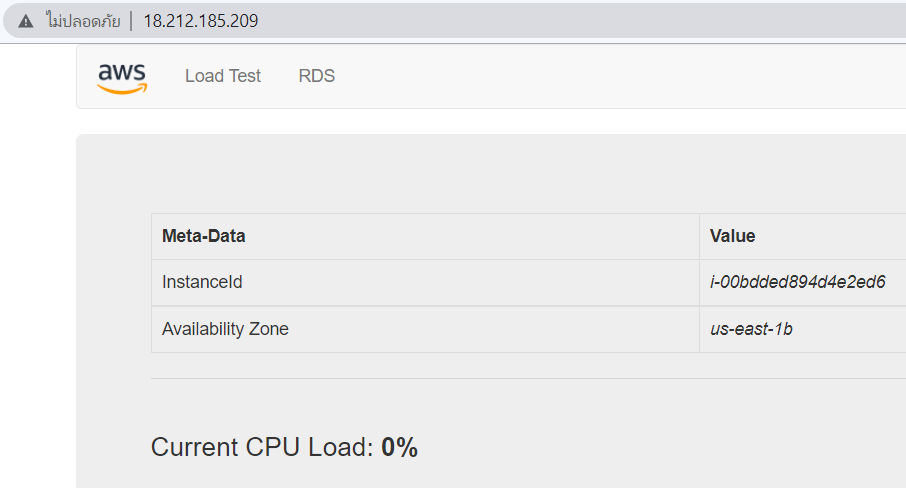 ไม่ปลอดภัย | 18.212.185.209
aws Load Test RDS
Meta-Data Value
InstanceId i-00bdded894d4e2ed6
Availability Zone us-east-1b
Current CPU Load: 0%